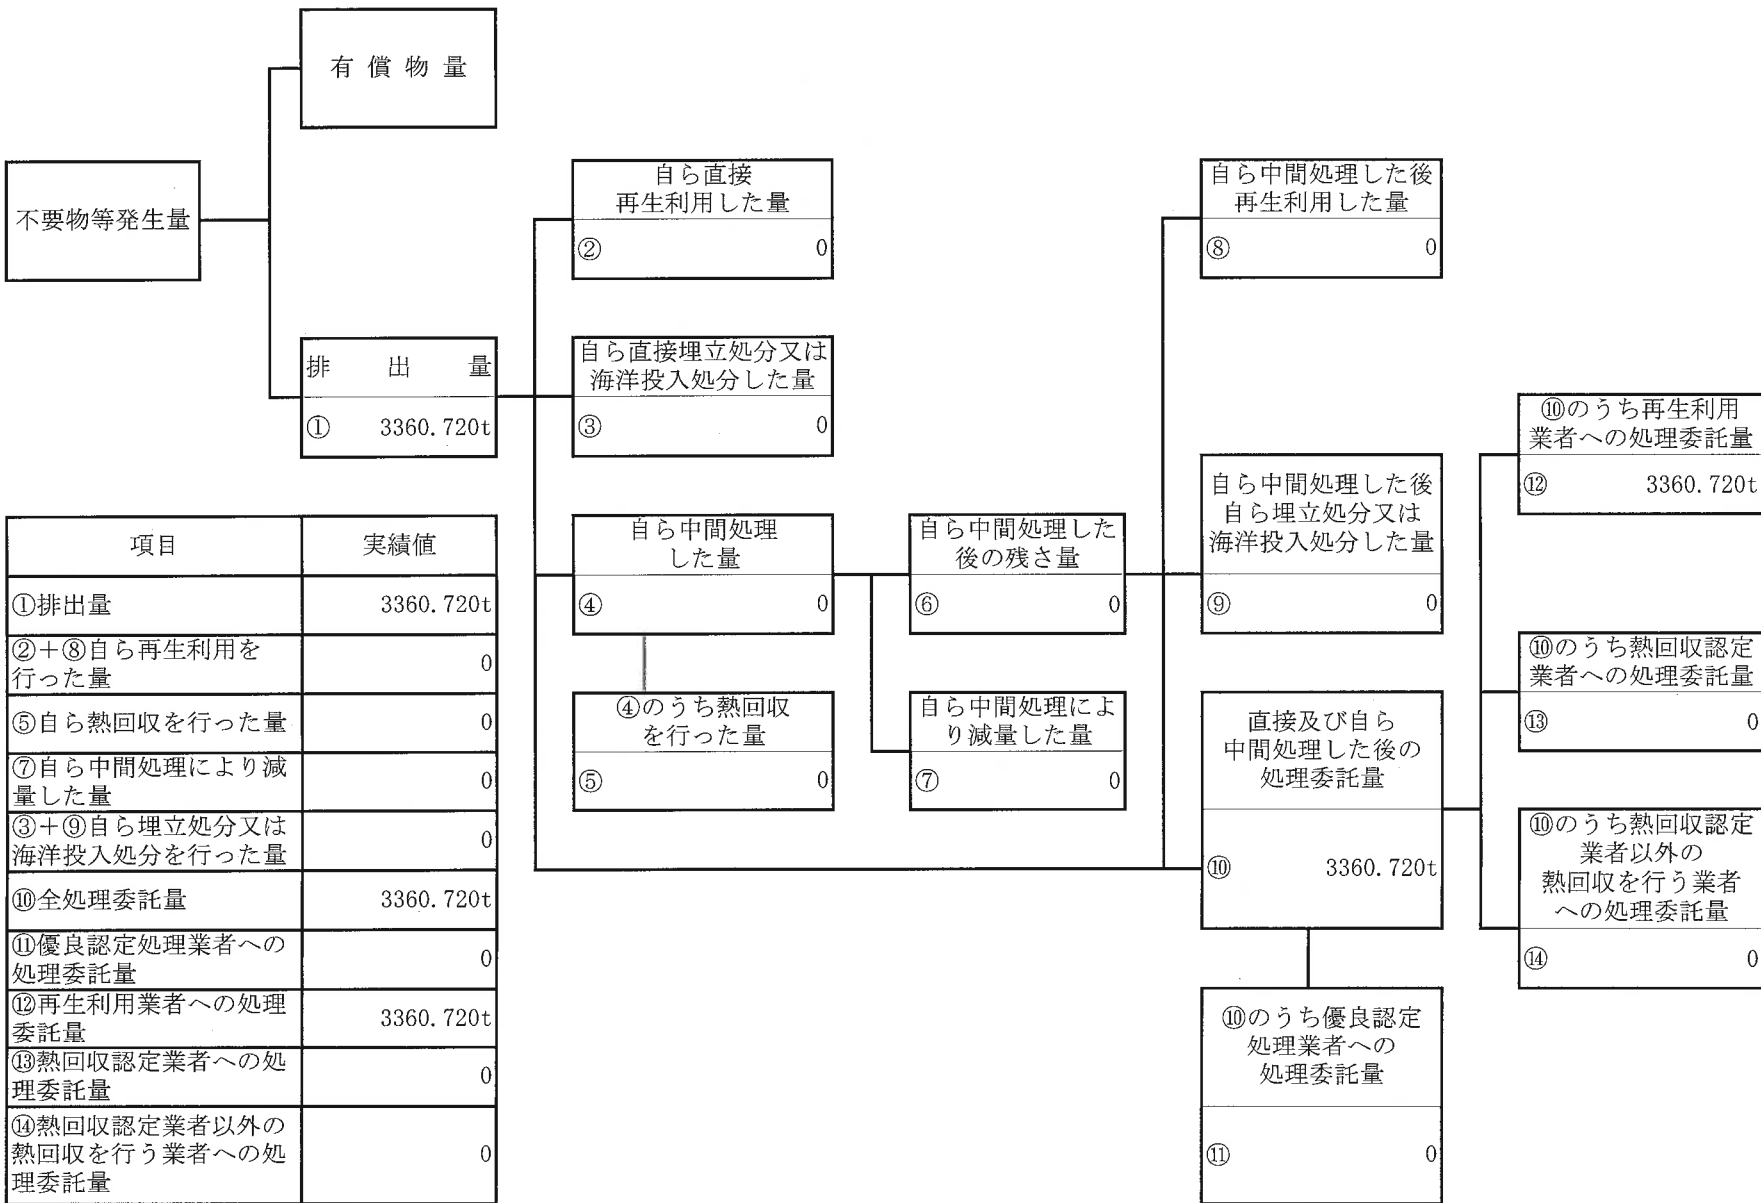 有償物量
不要物等発生量
排出量
① 3360.720t
自ら直接
再生利用した量
② 0
自ら直接埋立処分又は
海洋投入処分した量
③ 0
自ら中間処理
した量
④ 0
④のうち熱回収
を行った量
⑤ 0
自ら中間処理した
後の残さ量
⑥ 0
自ら中間処理によ
り減量した量
⑦ 0
自ら中間処理した後
再生利用した量
⑧ 0
自ら中間処理した後
自ら埋立処分又は
海洋投入処分した量
⑨ 0
直接及び自ら
中間処理した後の
処理委託量
⑩ 3360.720t
⑩のうち優良認定
処理業者への
処理委託量
⑪ 0
⑩のうち再生利用
業者への処理委託量
⑫ 3360.720t
⑩のうち熱回収認定
業者への処理委託量
⑬ 0
⑩のうち熱回収認定
業者以外の
熱回収を行う業者
への処理委託量
⑭ 0
項目 実績値
①排出量 3360.720t
②+⑧自ら再生利用を
行った量 0
⑤自ら熱回収を行った量 0
⑦自ら中間処理により減
量した量 0
③+⑨自ら埋立処分又は
海洋投入処分を行った量 0
⑩全処理委託量 3360.720t
⑪優良認定処理業者への
処理委託量 0
⑫再生利用業者への処理
委託量 3360.720t
⑬熱回収認定業者への処
理委託量 0
⑭熱回収認定業者以外の
熱回収を行う業者への処
理委託量 0